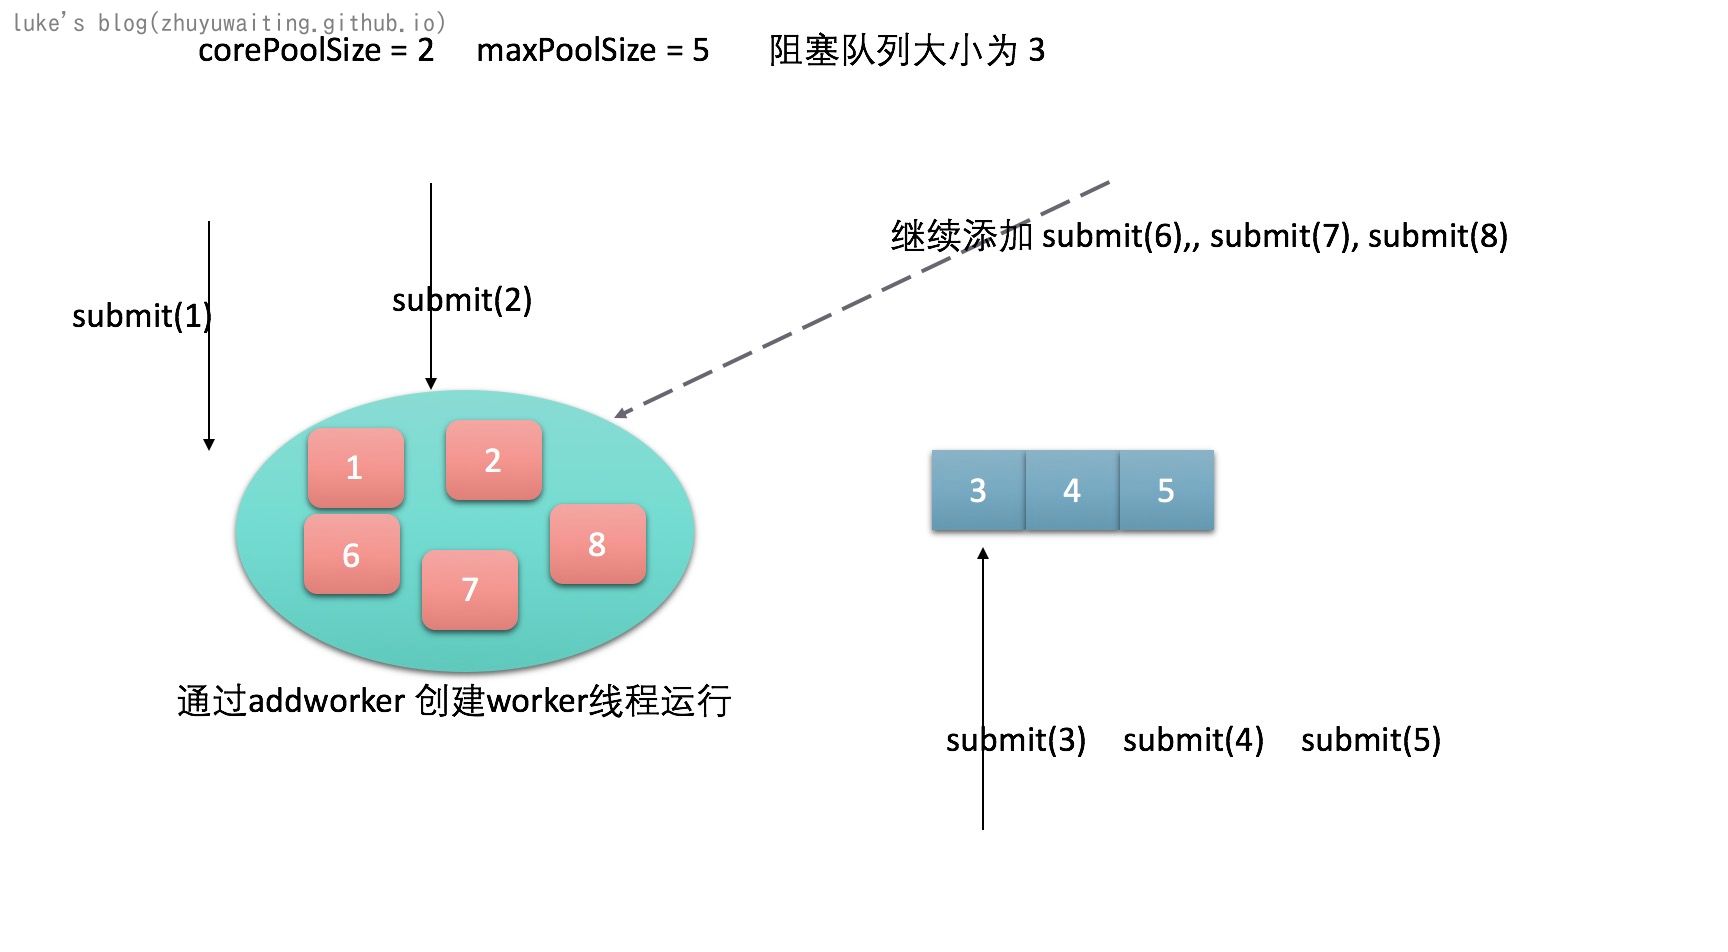 luke's blog(zhuyuwaiting.github.io)
corePoolSize = 2 maxPoolSize = 5 阻塞队列大小为 3
继续添加 submit(6),, submit(7), submit(8)
submit(1)
submit(2)
1
2
3 4 5
6
7
8
通过addworker 创建worker线程运行
submit(3) submit(4) submit(5)